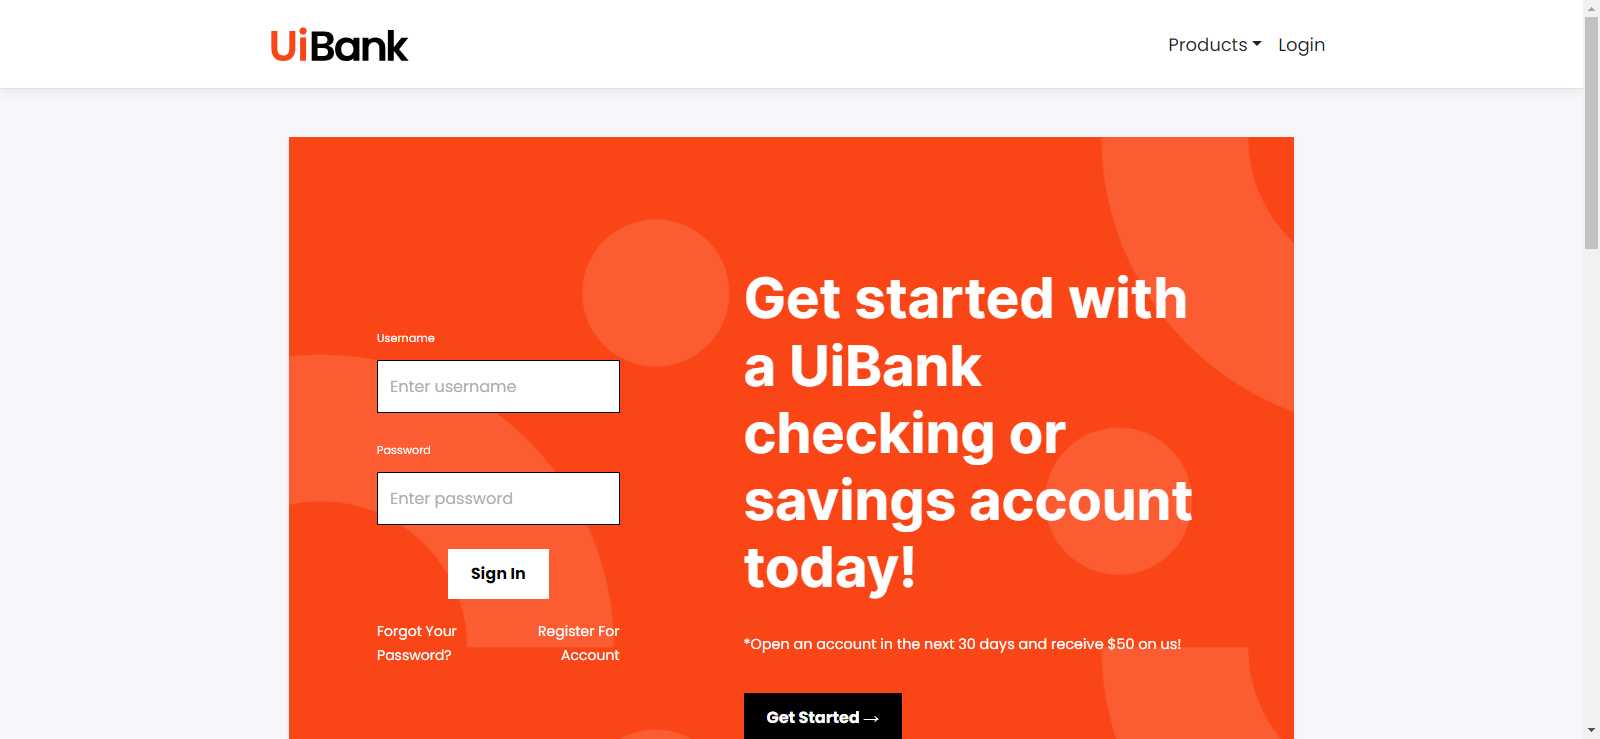 UiBank
Products Login
Username
Enter username
Password
Enter password
Sign In
Forgot Your
Password?
Register For
Account
Get started with
a UiBank
checking or
savings account
today!
*Open an account in the next 30 days and receive $50 on us!
Get Started →